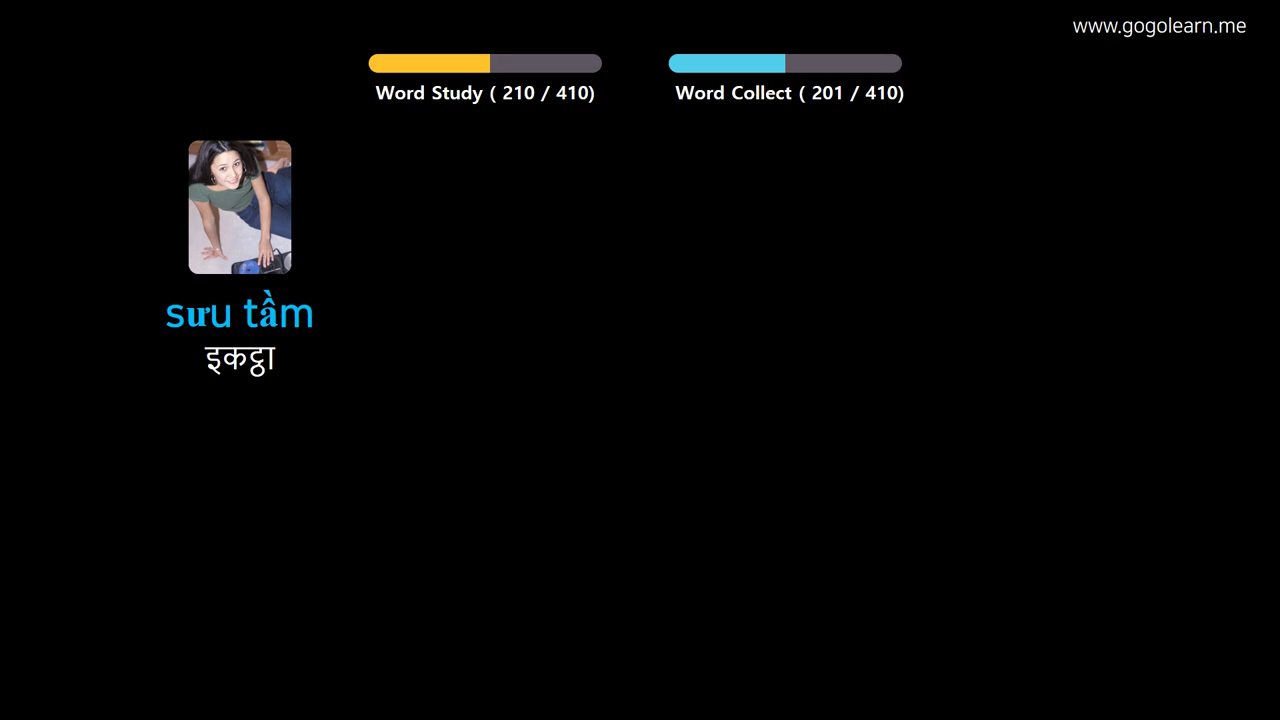 www.gogolearn.me
Word Study ( 210 / 410)
Word Collect ( 201 / 410)
sưu tầm
इकट्ठा